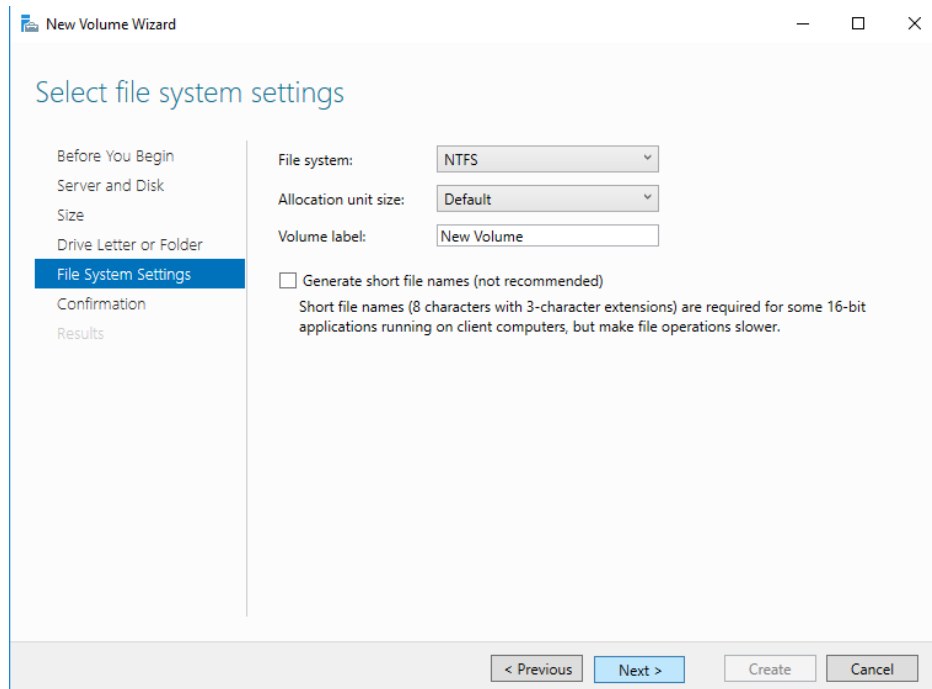 New Volume Wizard
Select file system settings
Before You Begin
Server and Disk
Size
Drive Letter or Folder
File System Settings
Confirmation
Results
File system:
NTFS
Allocation unit size:
Default
Volume label:
New Volume
Generate short file names (not recommended)
Short file names (8 characters with 3-character extensions) are required for some 16-bit
applications running on client computers, but make file operations slower.
< Previous
Next >
Create
Cancel